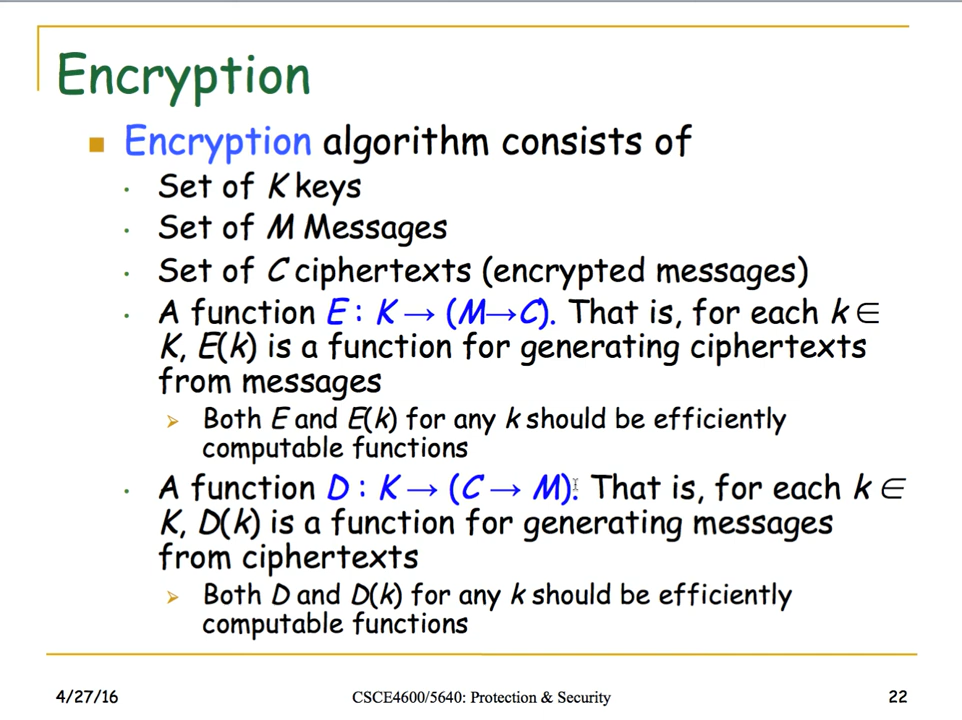 Encryption
Encryption algorithm consists of
Set of K keys
Set of M Messages
Set of C ciphertexts (encrypted messages)
A function E : K → (M→C). That is, for each k ∈
K, E(k) is a function for generating ciphertexts
from messages
Both E and E(k) for any k should be efficiently
computable functions
A function D : K → (C → M). That is, for each k ∈
K, D(k) is a function for generating messages
from ciphertexts
Both D and D(k) for any k should be efficiently
computable functions
4/27/16 CSCE4600/5640: Protection & Security 22